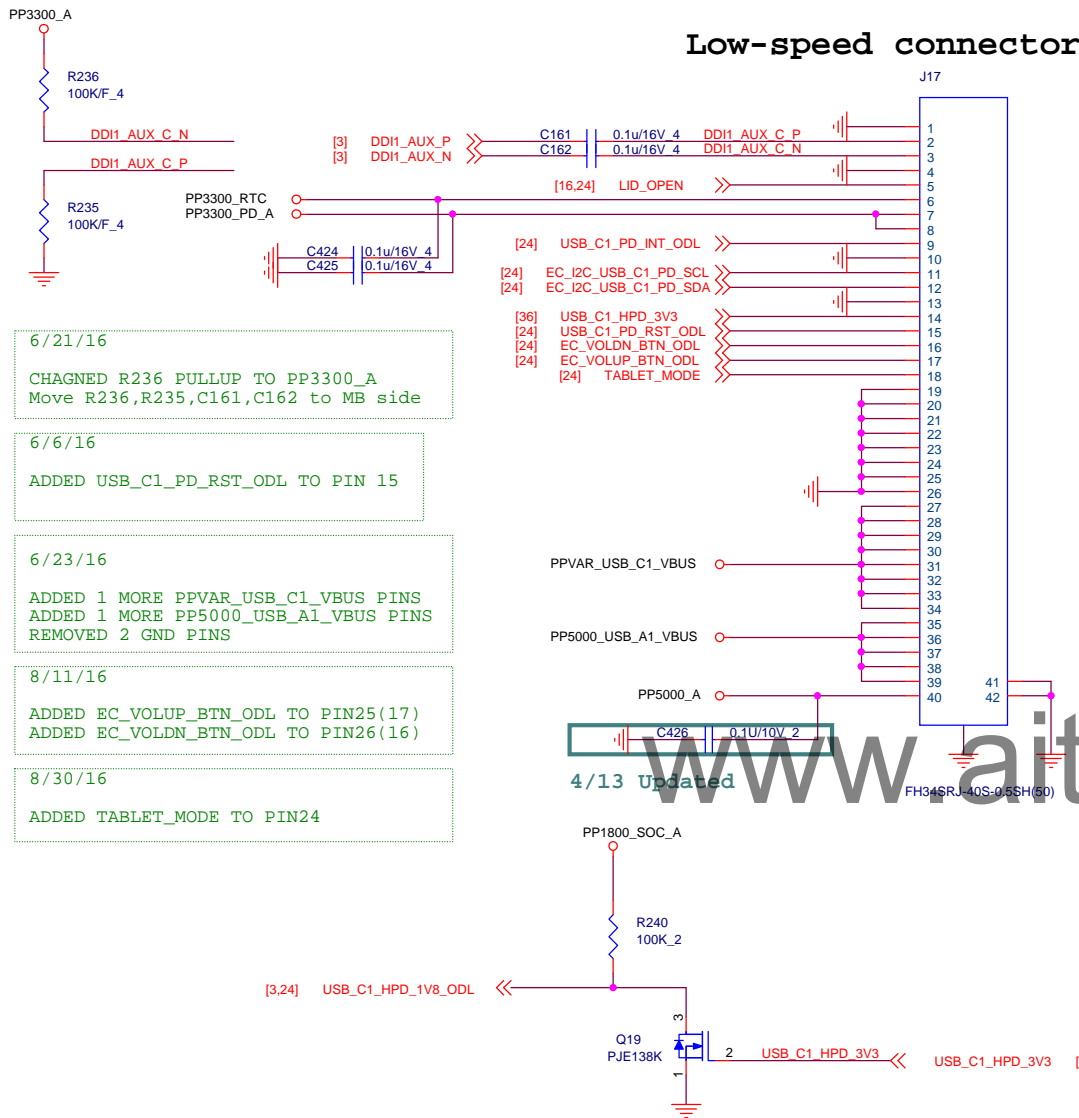 PP3300_A
Low-speed connector
J17
R236
100K/F_4
DDI1_AUX_C_N
DDI1_AUX_C_P
R235
100K/F_4
[3] DDI1_AUX_P
C161 0.1u/16V_4 DDI1_AUX_C_P
[3] DDI1_AUX_N
C162 0.1u/16V_4 DDI1_AUX_C_N
[16,24] LID_OPEN
PP3300_RTC
PP3300_PD_A
C424 0.1u/16V_4
C425 0.1u/16V_4
[24] USB_C1_PD_INT_ODL
[24] EC_I2C_USB_C1_PD_SCL
[24] EC_I2C_USB_C1_PD_SDA
[36] USB_C1_HPD_3V3
[24] USB_C1_PD_RST_ODL
[24] EC_VOLDN_BTN_ODL
[24] EC_VOLUP_BTN_ODL
[24] TABLET_MODE
1
2
3
4
5
6
7
8
9
10
11
12
13
14
15
16
17
18
19
20
21
22
23
24
25
26
27
28
29
30
31
32
33
34
35
36
37
38
39
40
41
42
PPVAR_USB_C1_VBUS
PP5000_USB_A1_VBUS
PP5000_A
C426 0.1U/10V_2
4/13 Updated
FH34SRJ-40S-0.5SH(50)
www.ait
6/21/16
CHAGNED R236 PULLUP TO PP3300_A
Move R236,R235,C161,C162 to MB side
6/6/16
ADDED USB_C1_PD_RST_ODL TO PIN 15
6/23/16
ADDED 1 MORE PPVAR_USB_C1_VBUS PINS
ADDED 1 MORE PP5000_USB_A1_VBUS PINS
REMOVED 2 GND PINS
8/11/16
ADDED EC_VOLUP_BTN_ODL TO PIN25(17)
ADDED EC_VOLDN_BTN_ODL TO PIN26(16)
8/30/16
ADDED TABLET_MODE TO PIN24
PP1800_SOC_A
R240
100K_2
[3,24] USB_C1_HPD_1V8_ODL
Q19
PJE138K
3
2
1
USB_C1_HPD_3V3
USB_C1_HPD_3V3 [